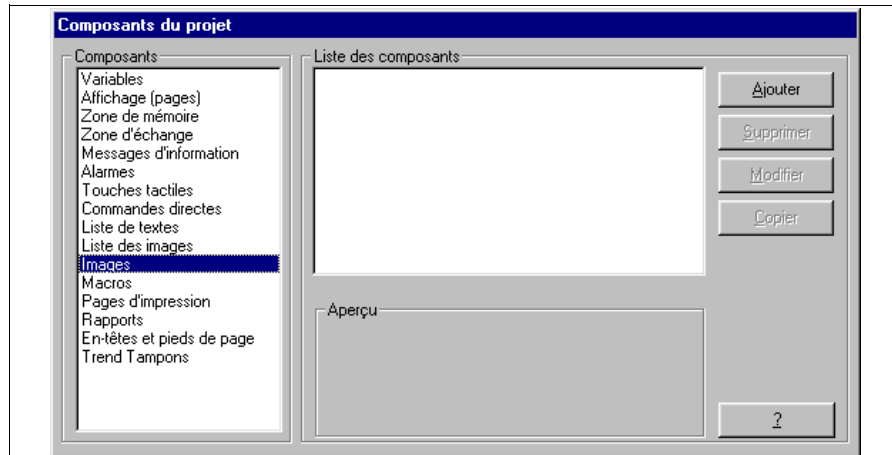 Composants du projet
Composants
Variables
Affichage (pages)
Zone de mémoire
Zone d'échange
Messages d'information
Alarmes
Touches tactiles
Commandes directes
Liste de textes
Liste des images
Images
Macros
Pages d'impression
Rapports
En-têtes et pieds de page
Trend Tampons
Liste des composants
Ajouter
Supprimer
Modifier
Copier
Aperçu
?